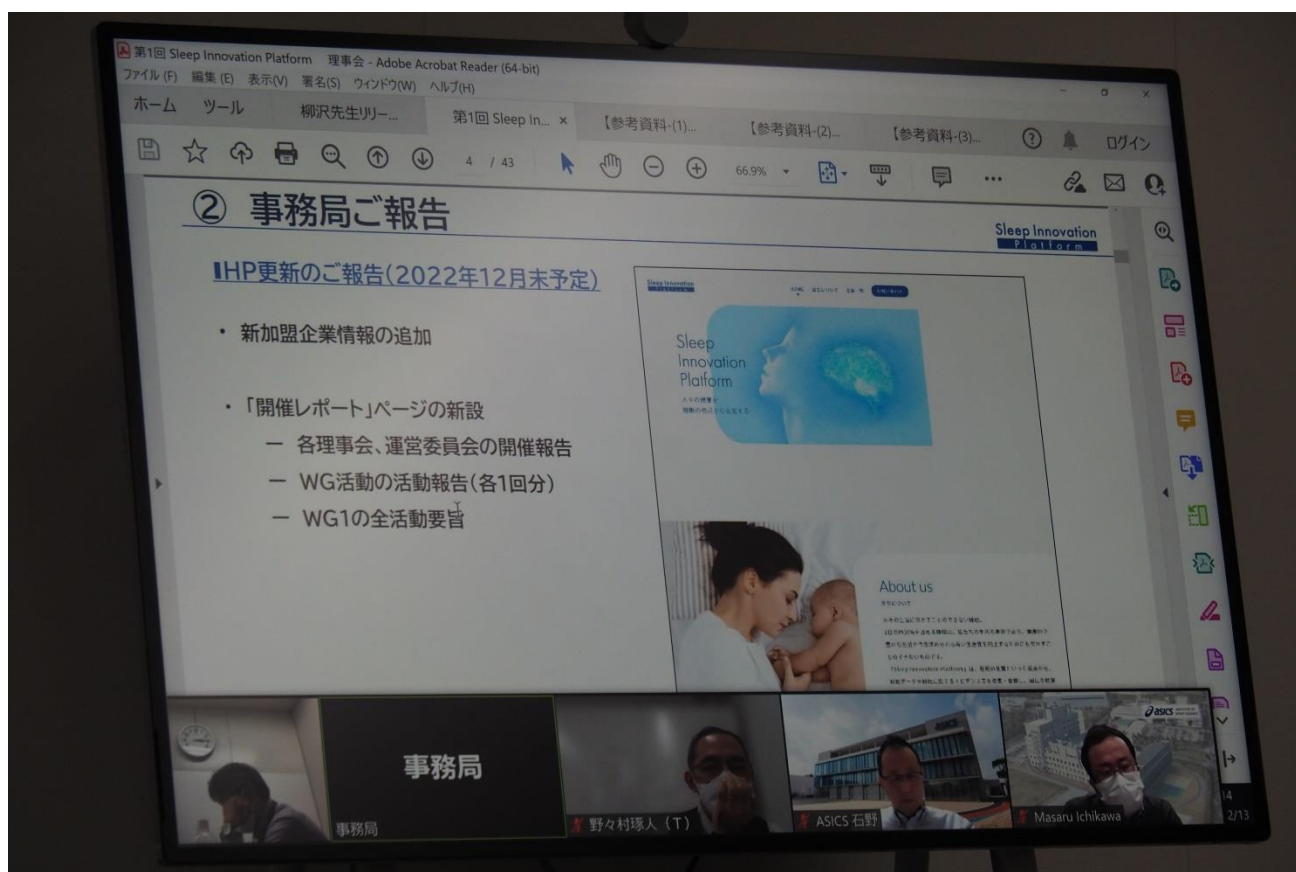 第1回 Sleep Innovation Platform 理事会 - Adobe Acrobat Reader (64-bit)
ファイル(F) 編集(E) 表示(V) 署名(S) ウィンドウ(W) ヘルプ(H)
ホーム ツール 柳沢先生リリー... 第1回 Sleep In... × 【参考資料-(1)... 【参考資料-(2)... 【参考資料-(3)... ログイン
4 / 43 66.9%
② 事務局ご報告
Sleep Innovation
Platform
HP更新のご報告(2022年12月末予定)
・ 新加盟企業情報の追加
・ 「開催レポート」ページの新設
ー 各理事会、運営委員会の開催報告
ー WG活動の活動報告(各1回分)
ー WG1の全活動要旨
Sleep Innovation
Platform
HOME
Sleep
Innovation
Platform
About us
事務局
事務局
野々村琢人(T)
ASICS
ASICS 石野
asics
Masaru Ichikawa
2/13